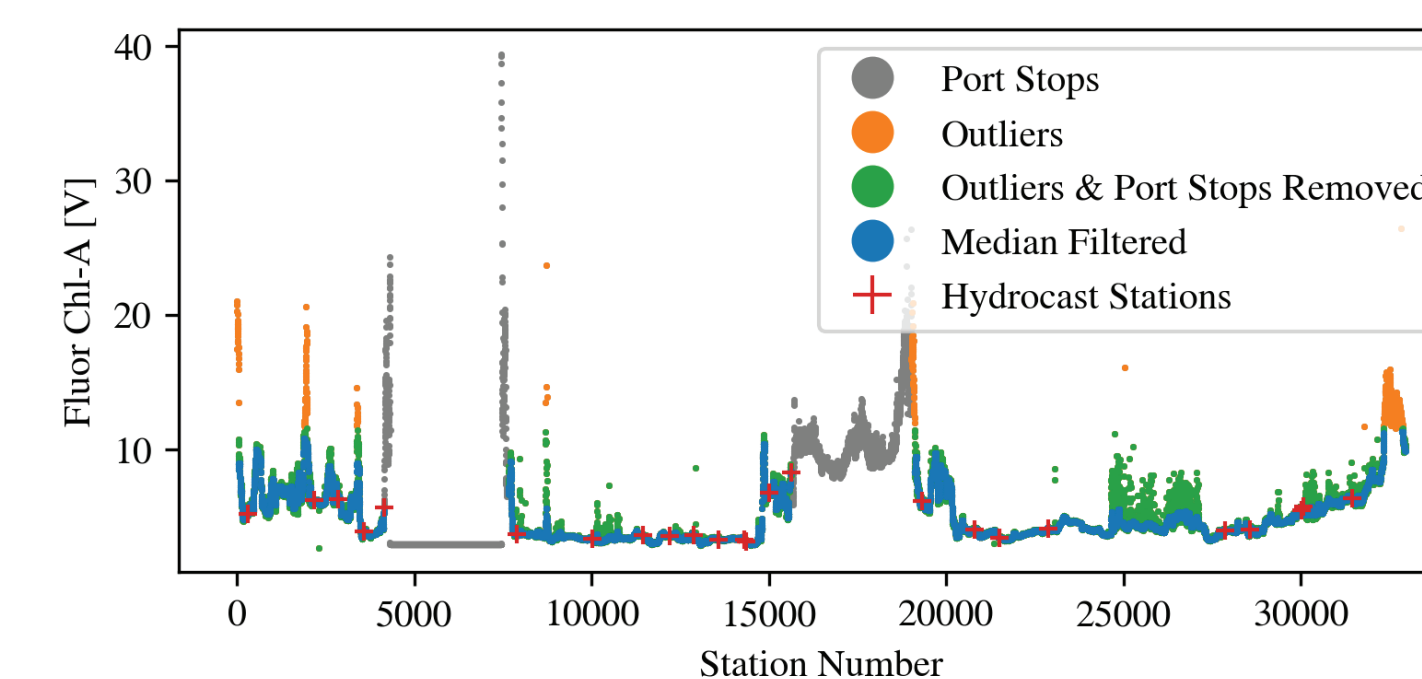 40
30
20
10
Fluor Chl-A [V]
Port Stops
Outliers
Outliers & Port Stops Removed
Median Filtered
Hydrocast Stations
0 5000 10000 15000 20000 25000 30000
Station Number